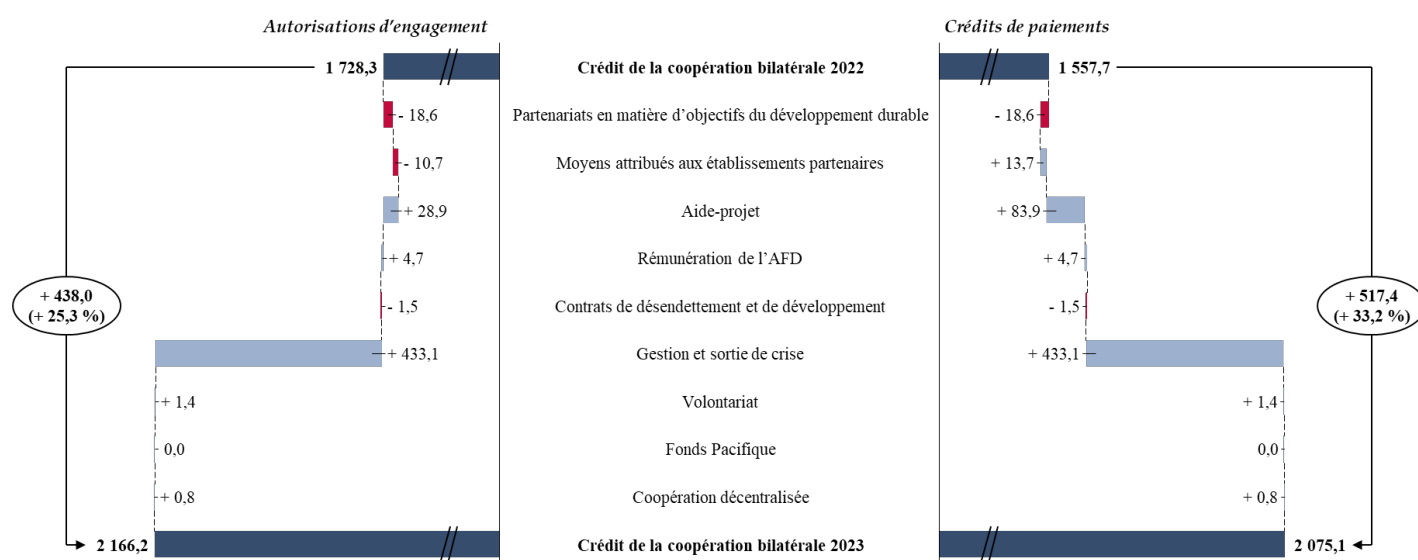 Autorisations d'engagement Crédits de paiements
1 728,3 Crédit de la coopération bilatérale 2022 1 557,7
- 18,6 Partenariats en matière d'objectifs du développement durable - 18,6
- 10,7 Moyens attribués aux établissements partenaires + 13,7
+ 28,9 Aide-projet + 83,9
+ 4,7 Rémunération de l'AFD + 4,7
+ 438,0
(+ 25,3 %)
- 1,5 Contrats de désendettement et de développement - 1,5
+ 517,4
(+ 33,2 %)
+ 433,1 Gestion et sortie de crise + 433,1
+ 1,4 Volontariat + 1,4
0,0 Fonds Pacifique 0,0
+ 0,8 Coopération décentralisée + 0,8
2 166,2 Crédit de la coopération bilatérale 2023 2 075,1